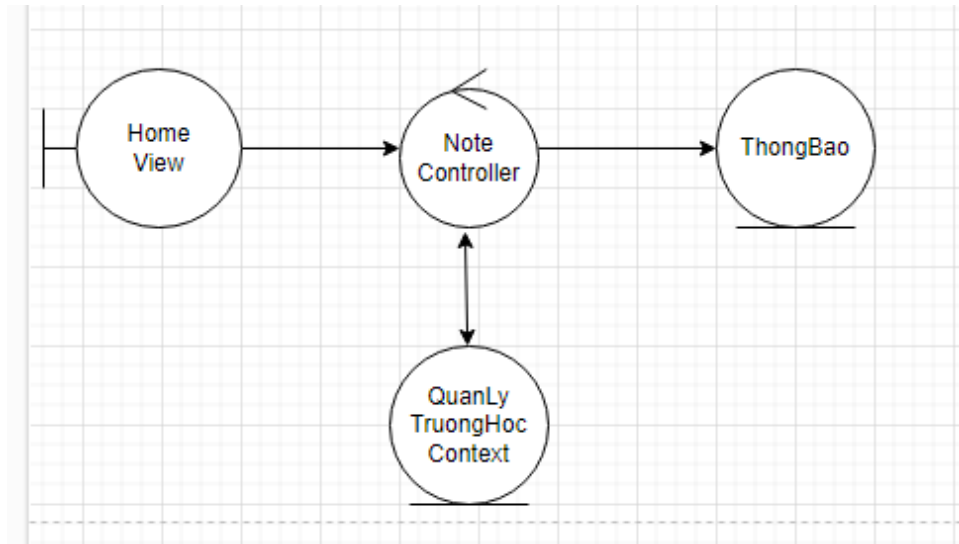 Home
View
Note
Controller
ThongBao
QuanLy
TruongHoc
Context